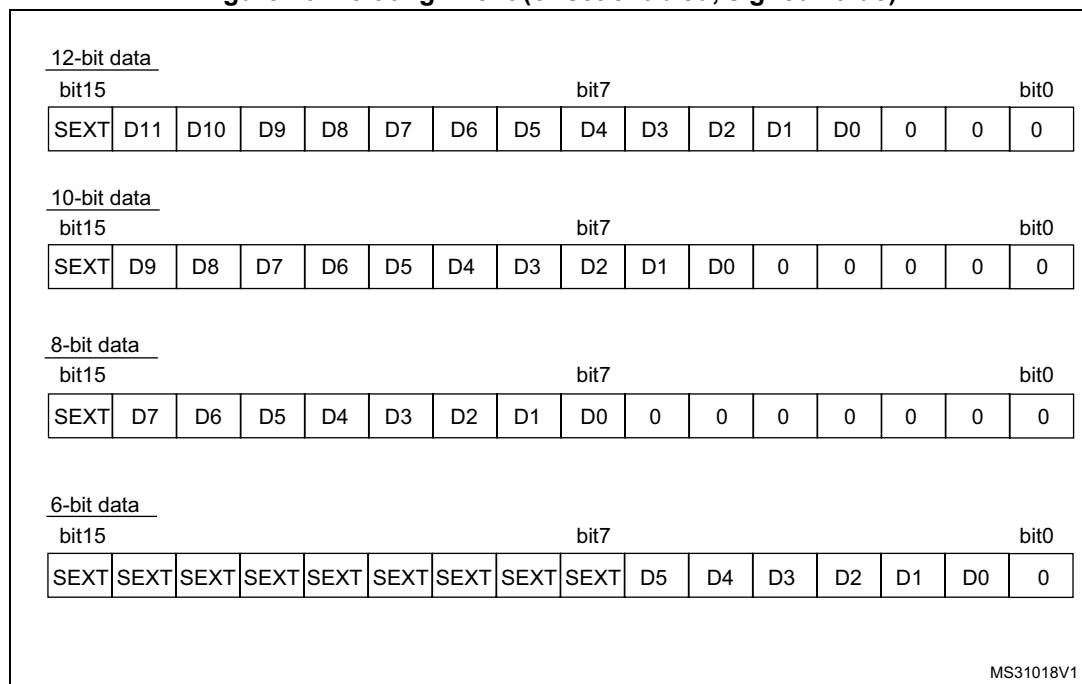 12-bit data
bit15 bit7 bit0
SEXT D11 D10 D9 D8 D7 D6 D5 D4 D3 D2 D1 D0 0 0 0
10-bit data
bit15 bit7 bit0
SEXT D9 D8 D7 D6 D5 D4 D3 D2 D1 D0 0 0 0 0 0
8-bit data
bit15 bit7 bit0
SEXT D7 D6 D5 D4 D3 D2 D1 D0 0 0 0 0 0 0 0
6-bit data
bit15 bit7 bit0
SEXT SEXT SEXT SEXT SEXT SEXT SEXT SEXT SEXT D5 D4 D3 D2 D1 D0 0
MS31018V1